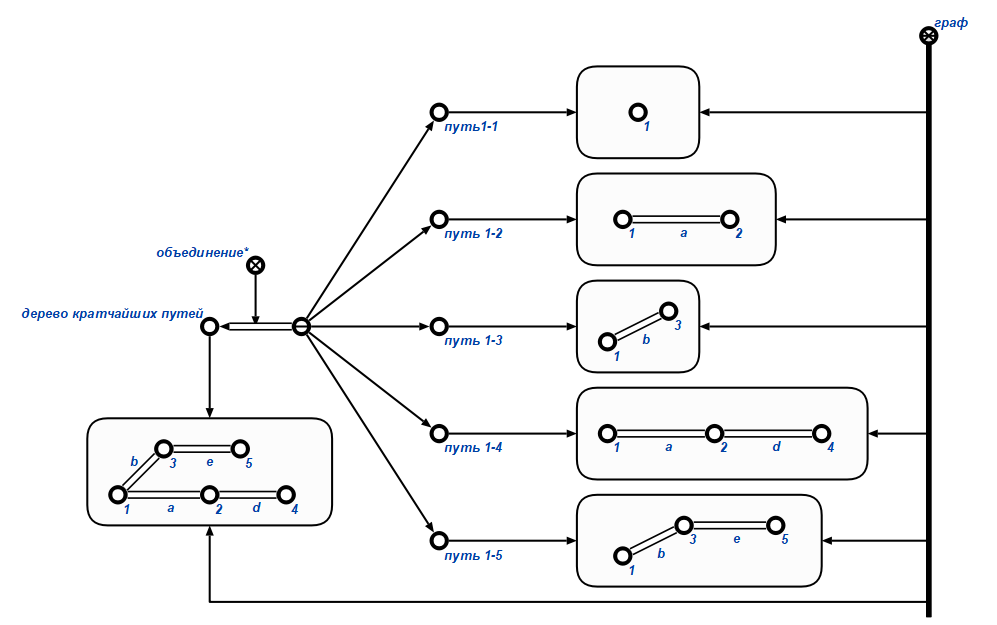 граф
путь1-1
1
путь 1-2
1 a 2
объединение*
дерево кратчайших путей
путь 1-3
3
b
1
путь 1-4
1 a 2 d 4
b 3 e 5
1 a 2 d 4
путь 1-5
3 e 5
b
1